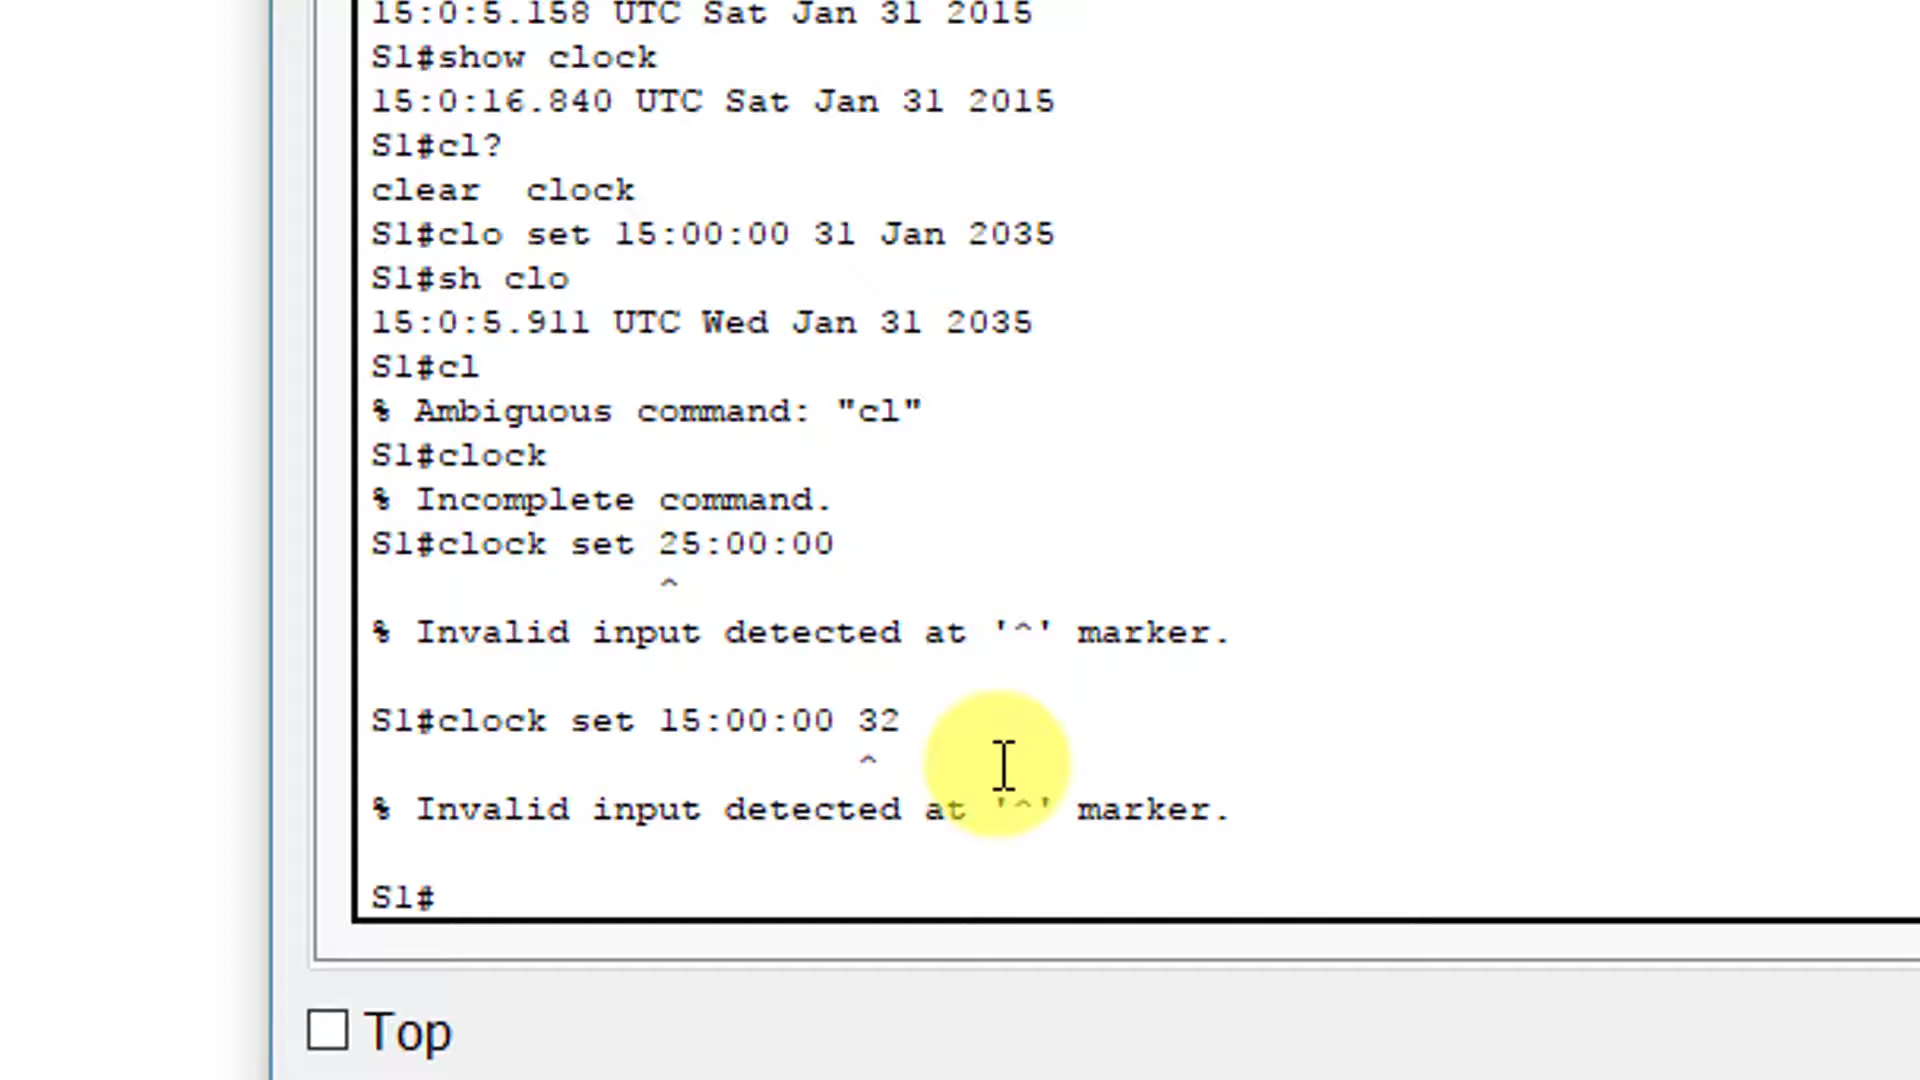 15:0:5.158 UTC Sat Jan 31 2015
S1#show clock
15:0:16.840 UTC Sat Jan 31 2015
S1#cl?
clear  clock
S1#clo set 15:00:00 31 Jan 2035
S1#sh clo
15:0:5.911 UTC Wed Jan 31 2035
S1#cl
% Ambiguous command: "cl"
S1#clock
% Incomplete command.
S1#clock set 25:00:00
^
% Invalid input detected at '^' marker.
S1#clock set 15:00:00 32
^
% Invalid input detected at '^' marker.
S1#
Top